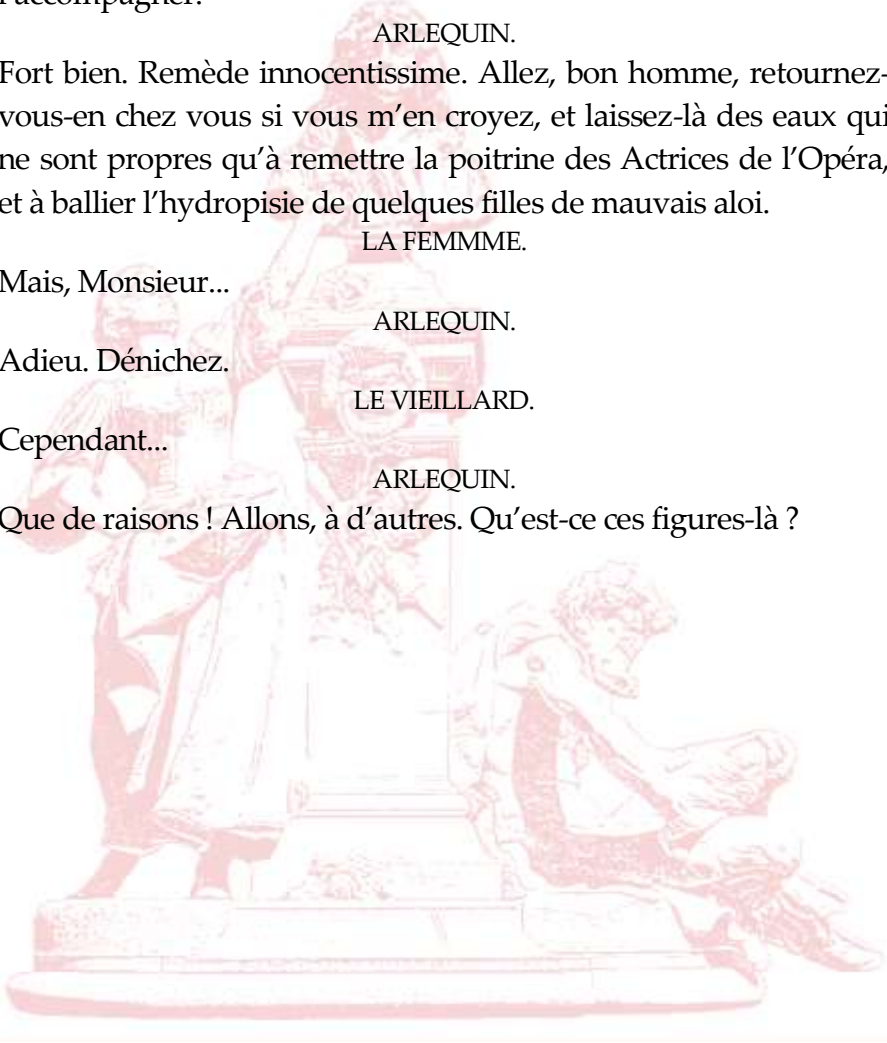 l'accompagner.
ARLEQUIN.
Fort bien. Remède innocentissime. Allez, bon homme, retournez-
vous-en chez vous si vous m’en croyez, et laissez-là des eaux qui
ne sont propres qu’à remettre la poitrine des Actrices de l’Opéra,
et à ballier l’hydropisie de quelques filles de mauvais aloi.
LA FEMMME.
Mais, Monsieur...
ARLEQUIN.
Adieu. Dénichez.
LE VIEILLARD.
Cependant...
ARLEQUIN.
Que de raisons ! Allons, à d’autres. Qu’est-ce ces figures-là ?